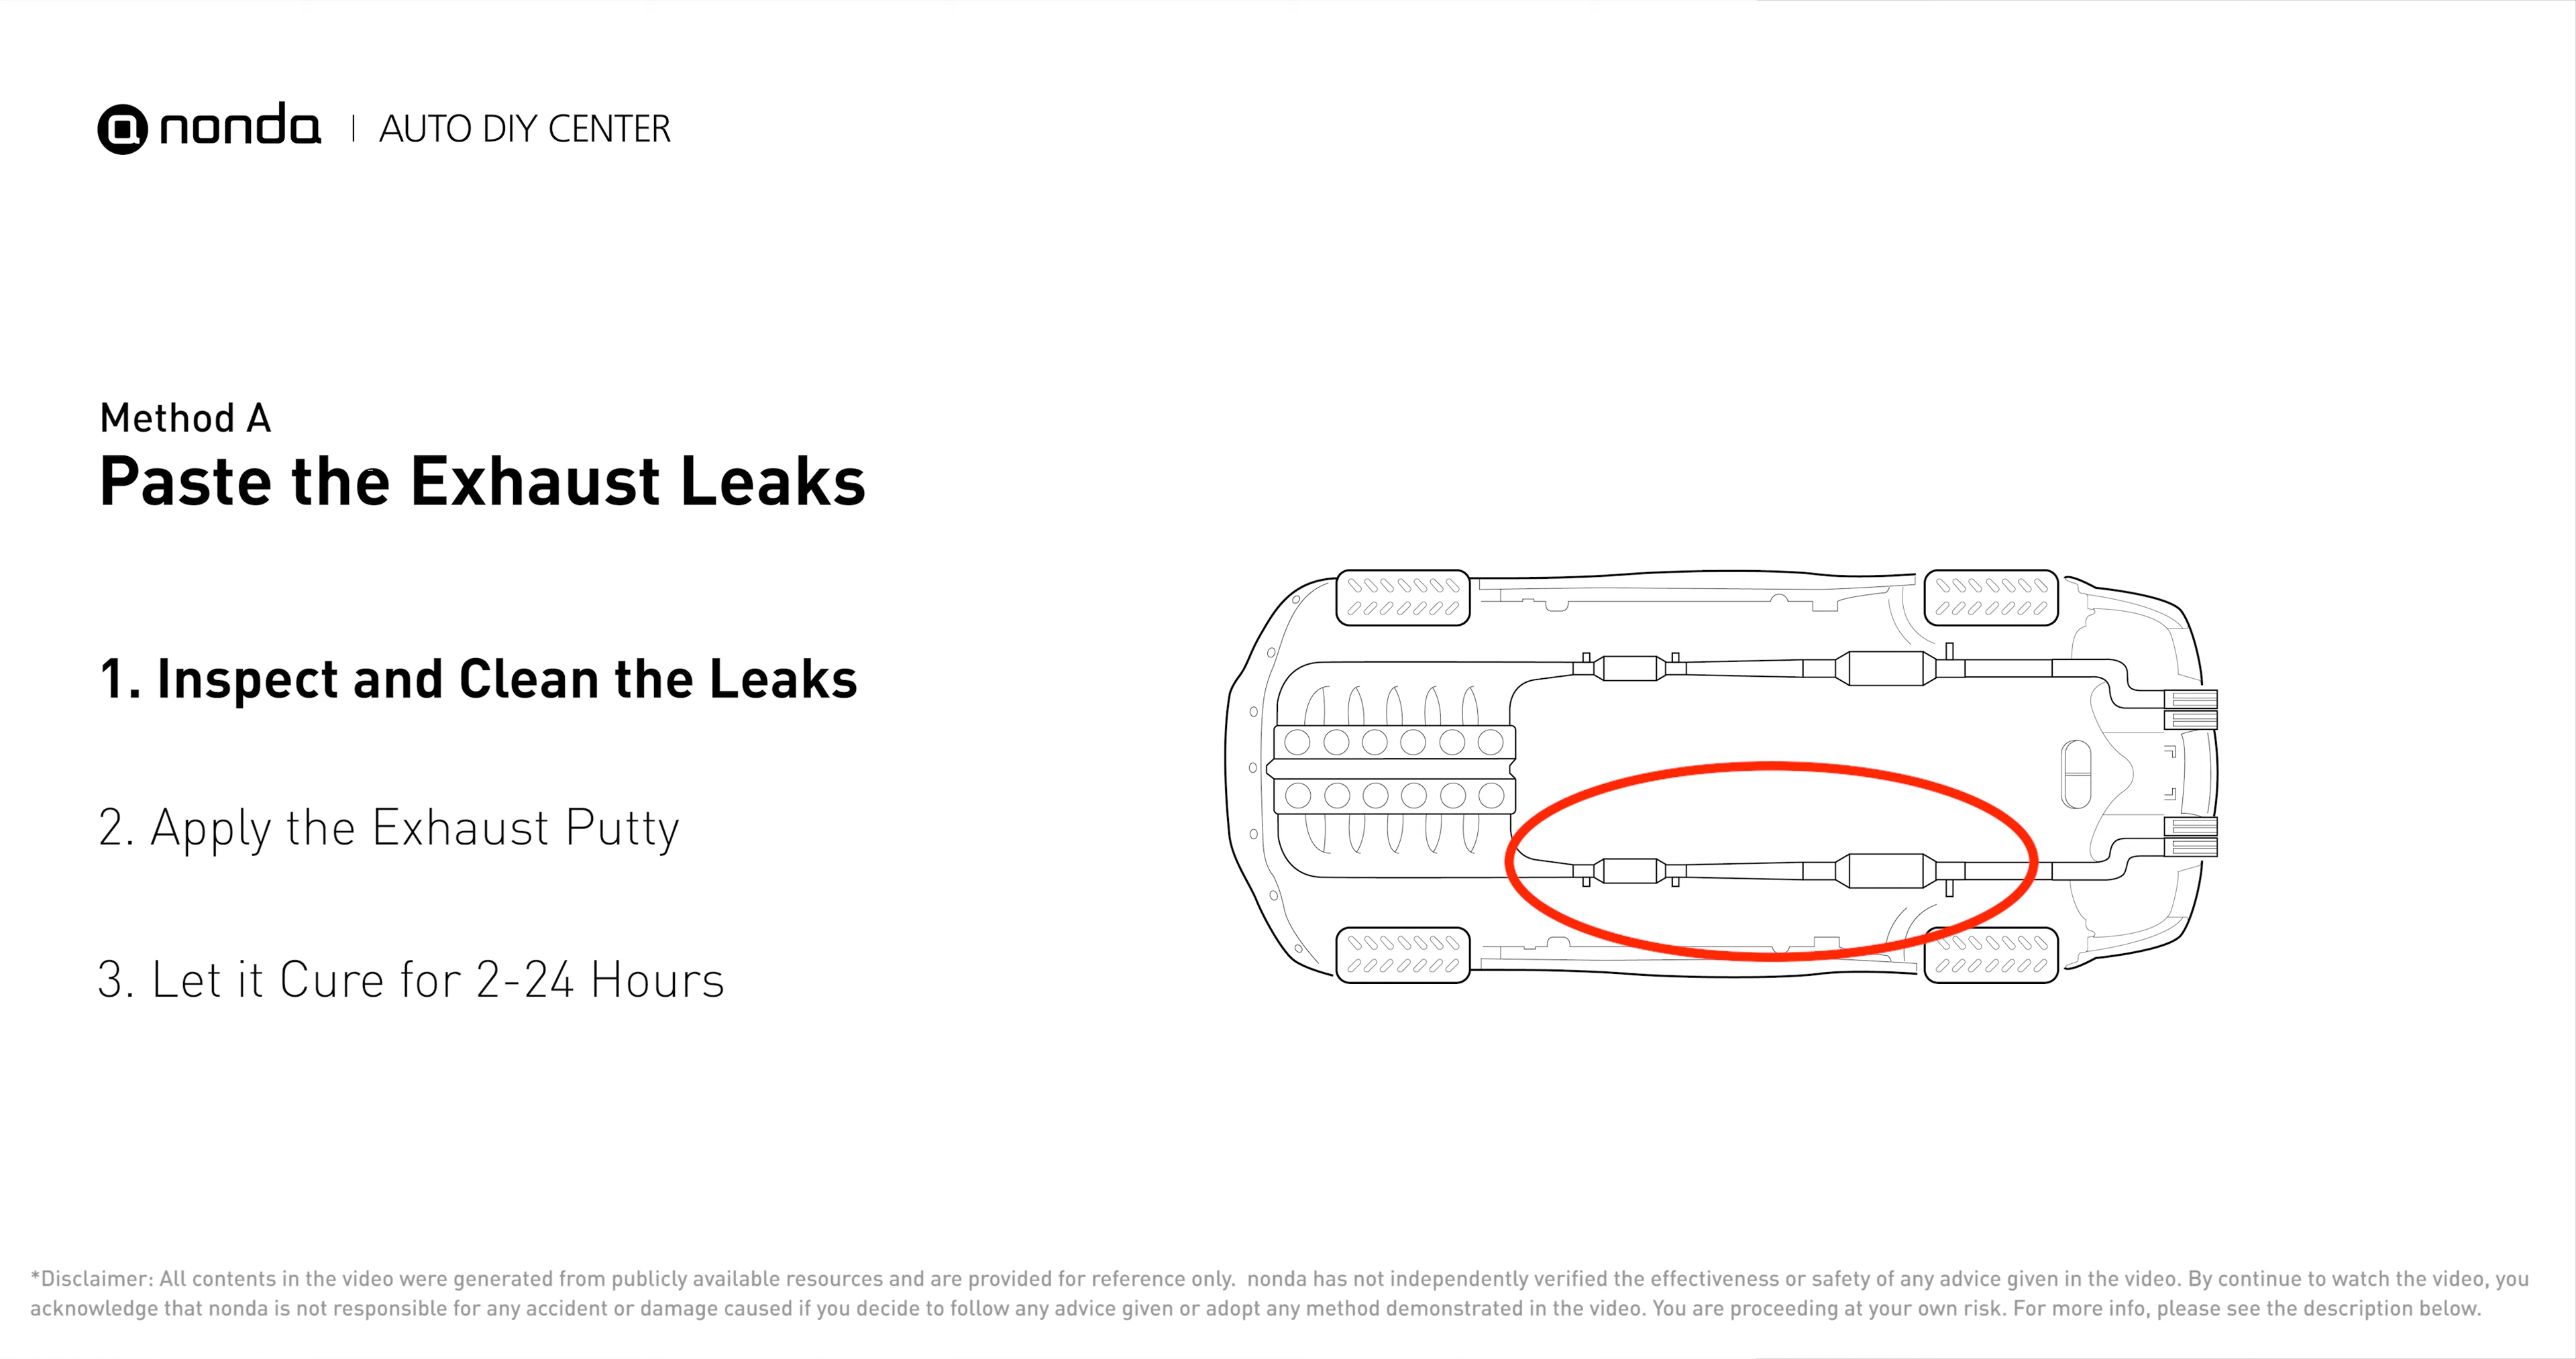 nonda | AUTO DIY CENTER
Method A
Paste the Exhaust Leaks
1. Inspect and Clean the Leaks
2. Apply the Exhaust Putty
3. Let it Cure for 2-24 Hours
*Disclaimer: All contents in the video were generated from publicly available resources and are provided for reference only. nonda has not independently verified the effectiveness or safety of any advice given in the video. By continue to watch the video, you
acknowledge that nonda is not responsible for any accident or damage caused if you decide to follow any advice given or adopt any method demonstrated in the video. You are proceeding at your own risk. For more info, please see the description below.